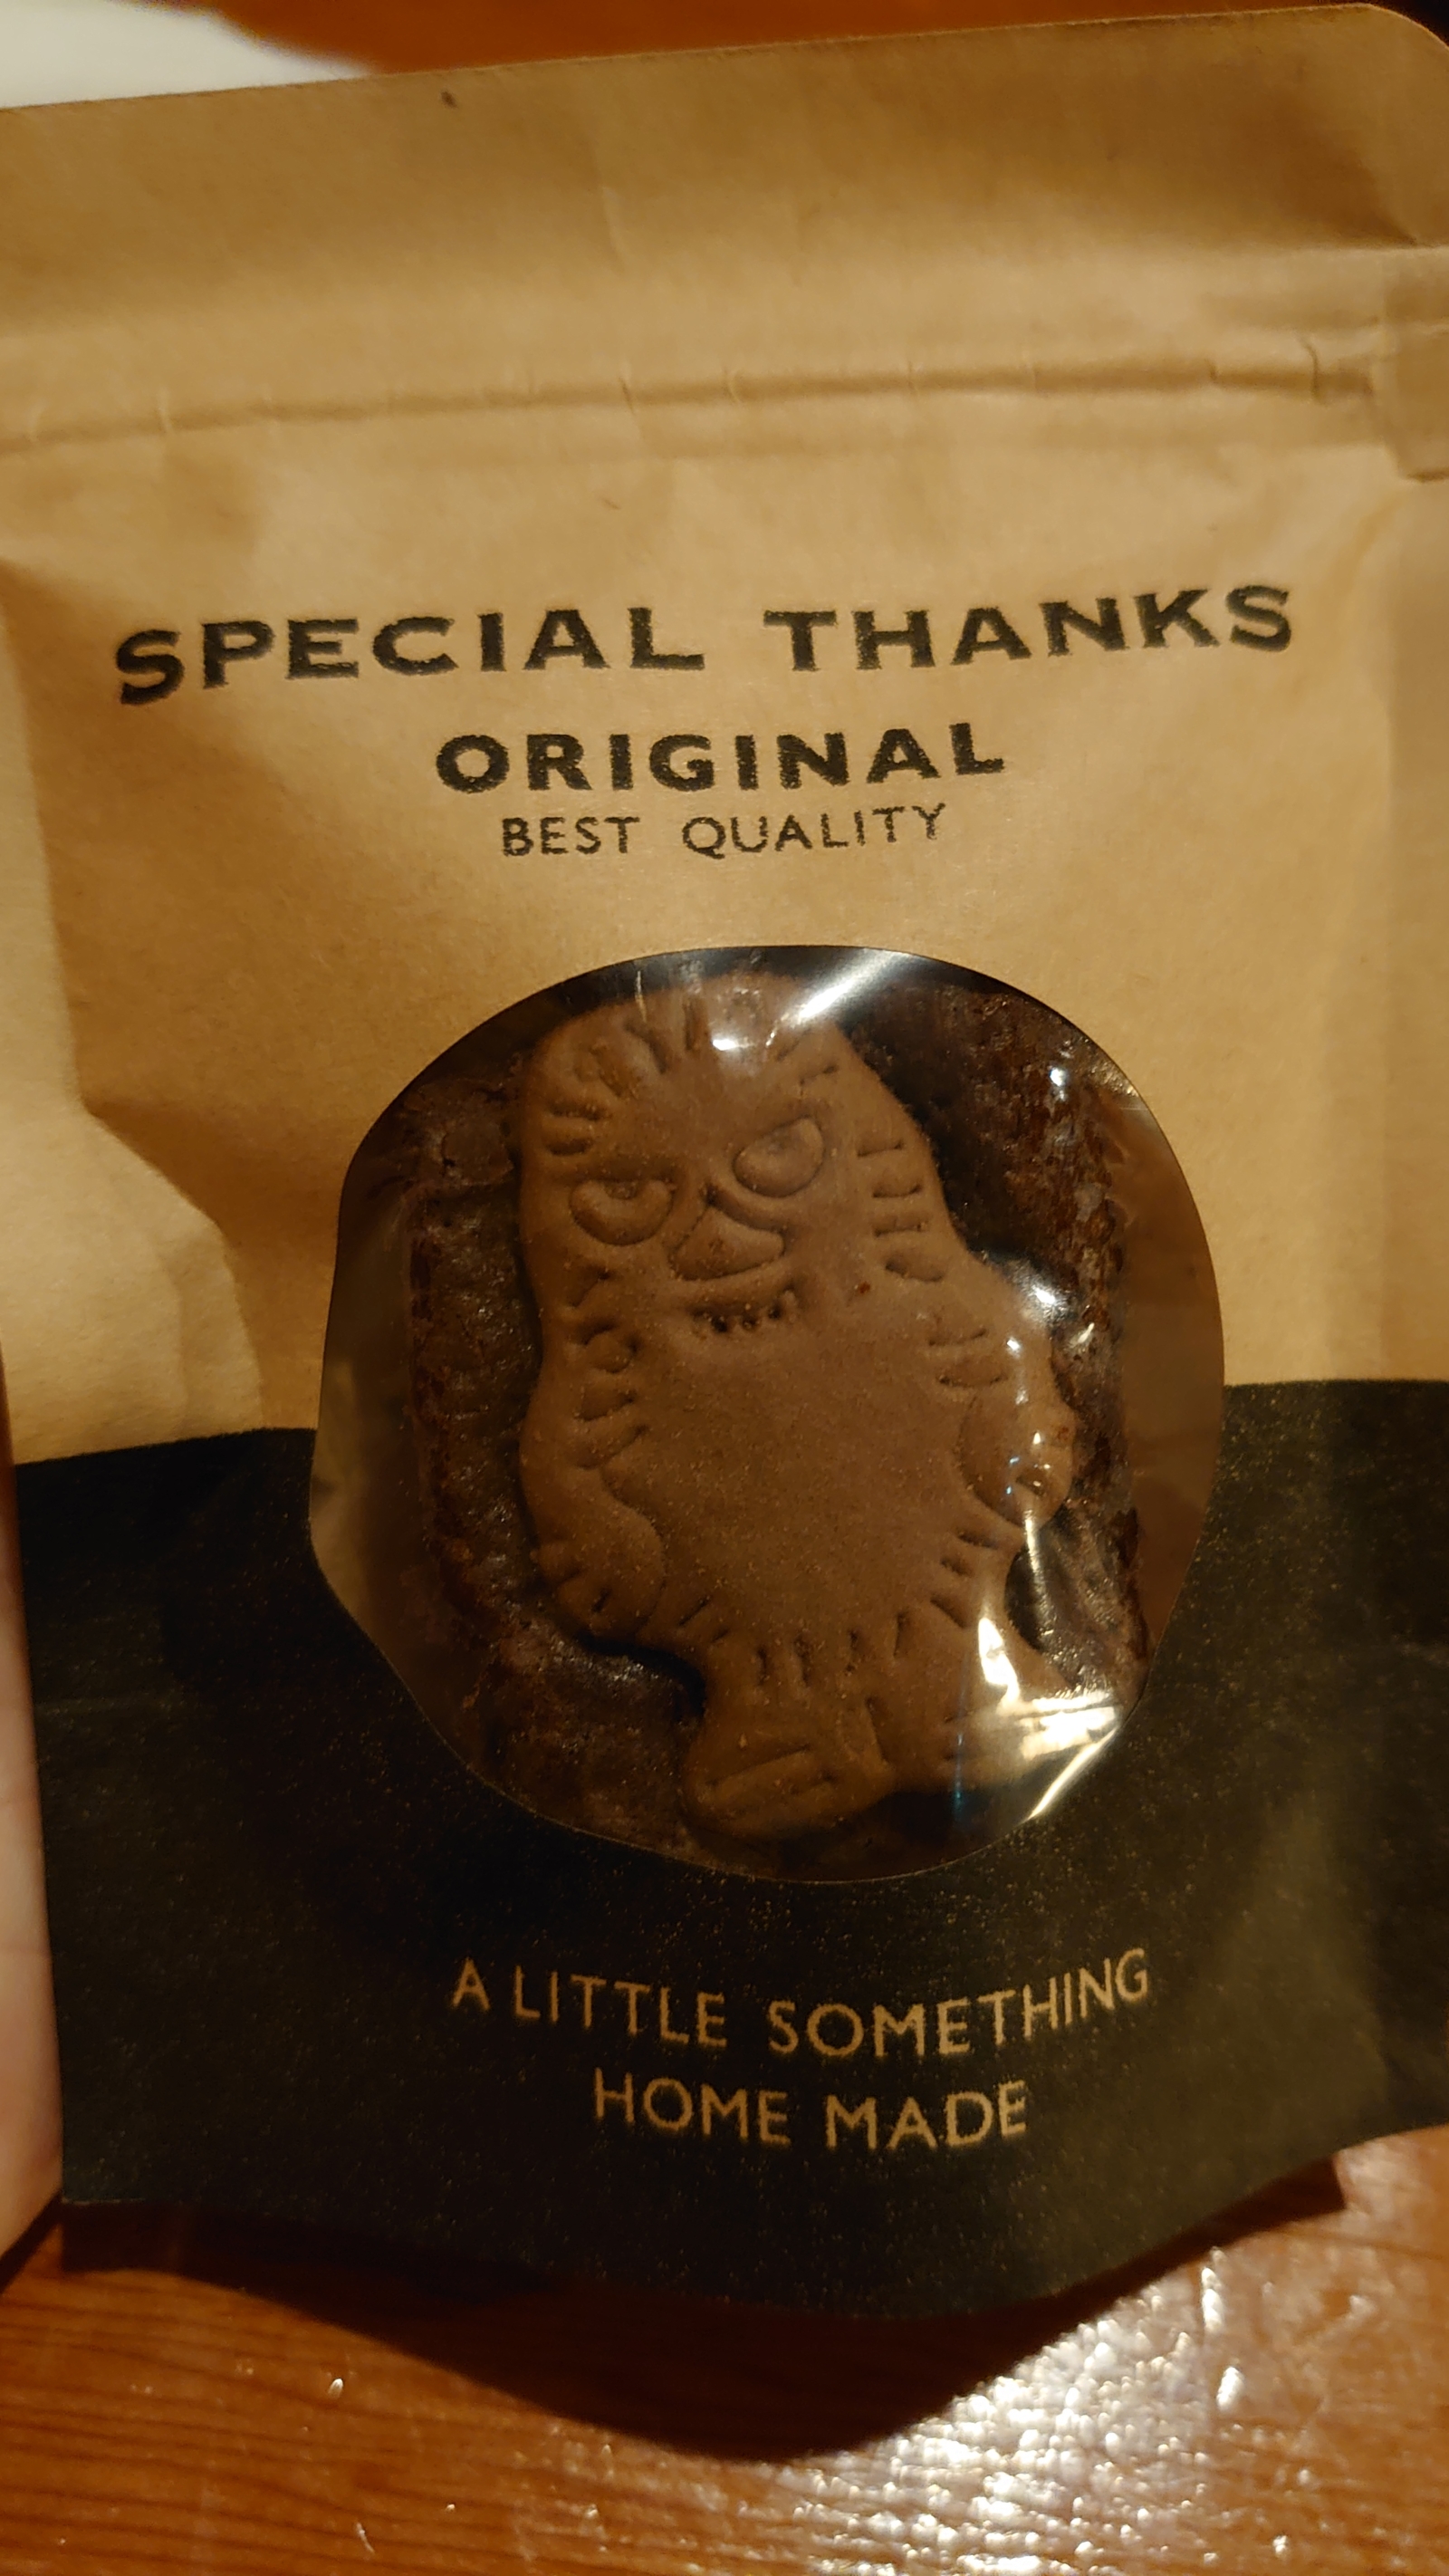 SPECIAL THANKS
ORIGINAL
BEST QUALITY
A LITTLE SOMETHING
HOME MADE